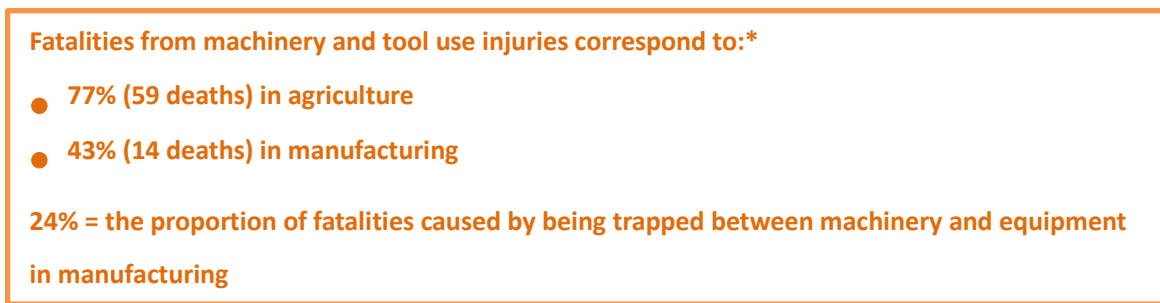 Fatalities from machinery and tool use injuries correspond to:*
● 77% (59 deaths) in agriculture
● 43% (14 deaths) in manufacturing
24% = the proportion of fatalities caused by being trapped between machinery and equipment
in manufacturing